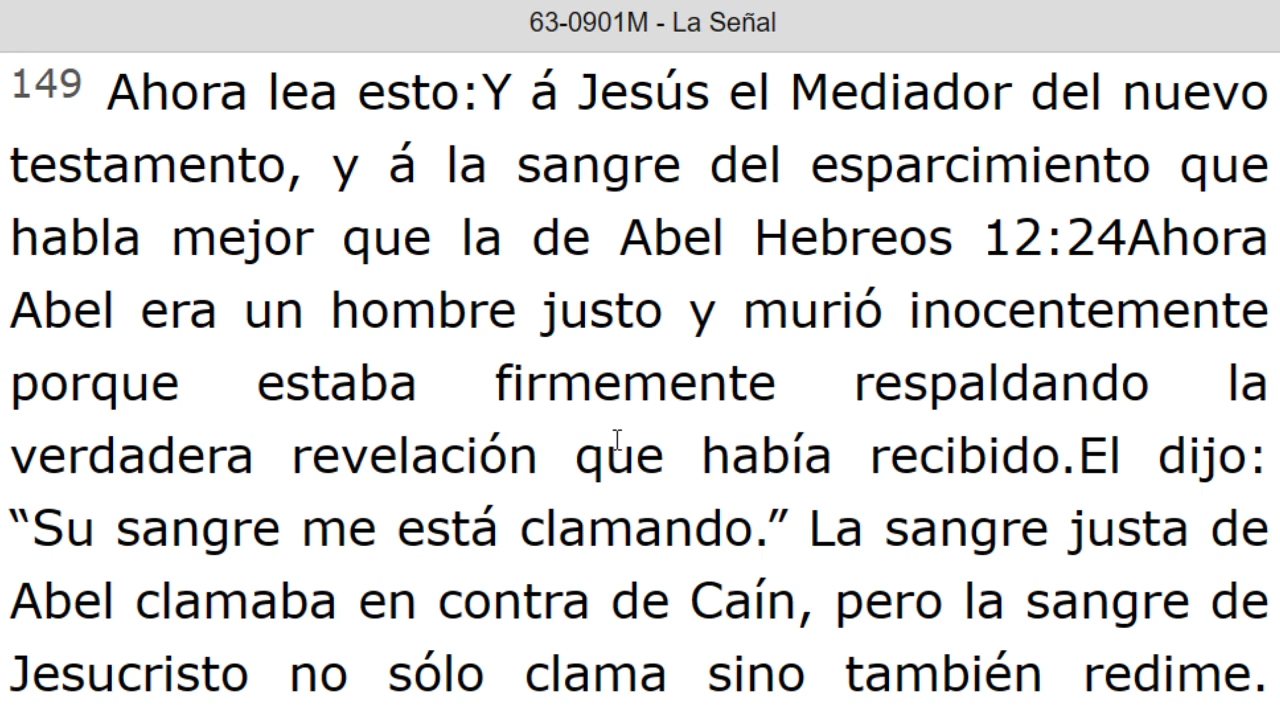 63-0901M - La Señal
149 Ahora lea esto:Y á Jesús el Mediador del nuevo
testamento, y á la sangre del esparcimiento que
habla mejor que la de Abel Hebreos 12:24Ahora
Abel era un hombre justo y murió inocentemente
porque estaba firmemente respaldando la
verdadera revelación que había recibido.El dijo:
“Su sangre me está clamando.” La sangre justa de
Abel clamaba en contra de Caín, pero la sangre de
Jesucristo no sólo clama sino también redime.